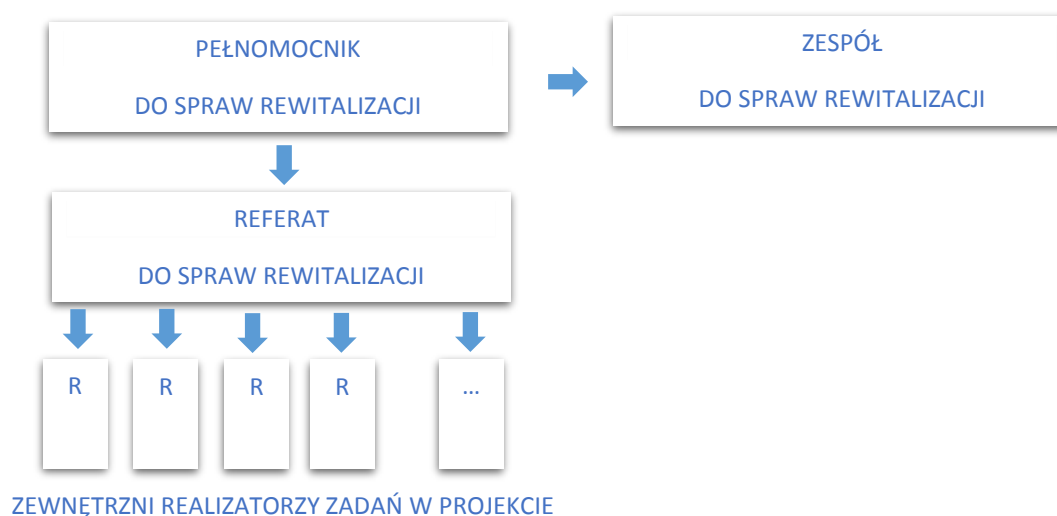 PEŁNOMOCNIK
DO SPRAW REWITALIZACJI
ZESPÓŁ
DO SPRAW REWITALIZACJI
REFERAT
DO SPRAW REWITALIZACJI
R R R R ...
ZEWNĘTRZNI REALIZATORZY ZADAŃ W PROJEKCIE